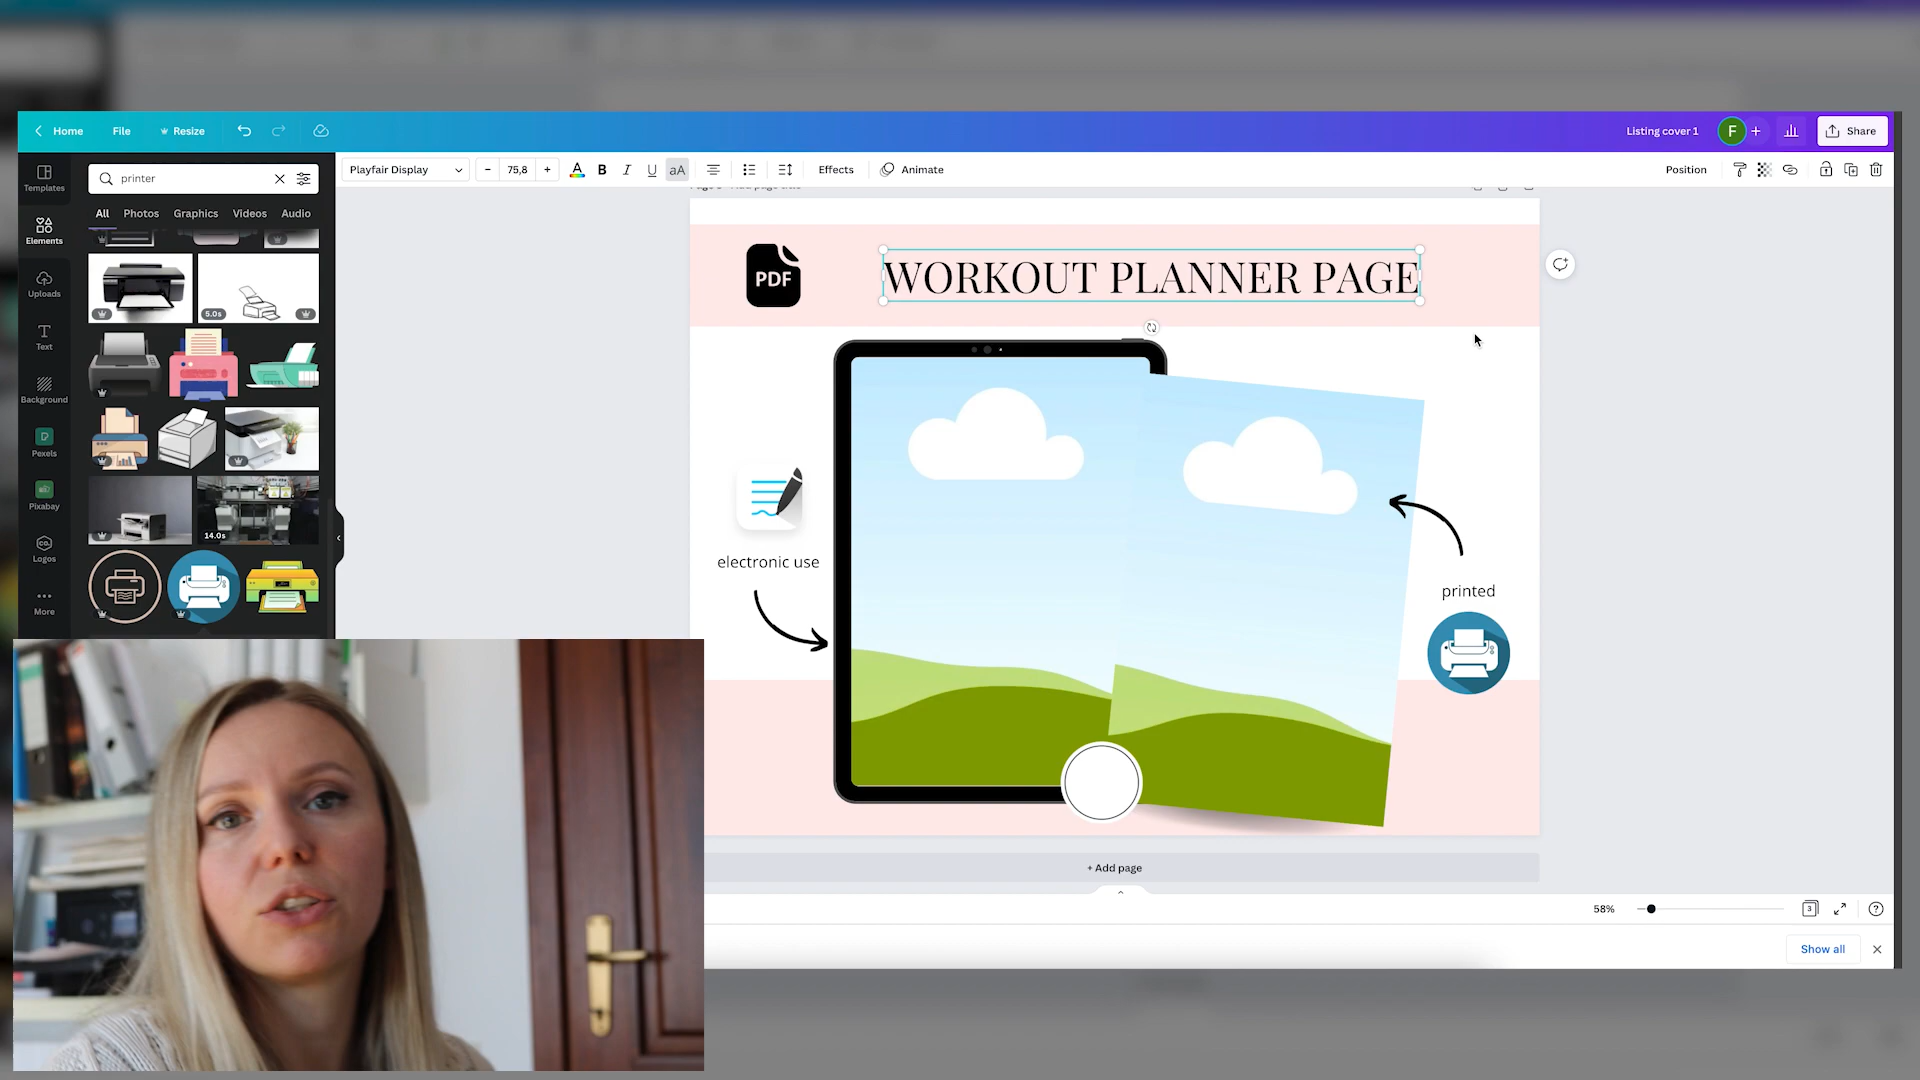 Home File Resize Listing cover 1 F + Share
Templates
printer
Playfair Display - 75,8 + A B I U aA Effects Animate Position
All Photos Graphics Videos Audio
Elements
Uploads
5.0s
Text
Background
Pexels
Pixabay
14.0s
Logos
CO.
More
PDF
WORKOUT PLANNER PAGE
electronic use
printed
+ Add page
58%
3
?
Show all